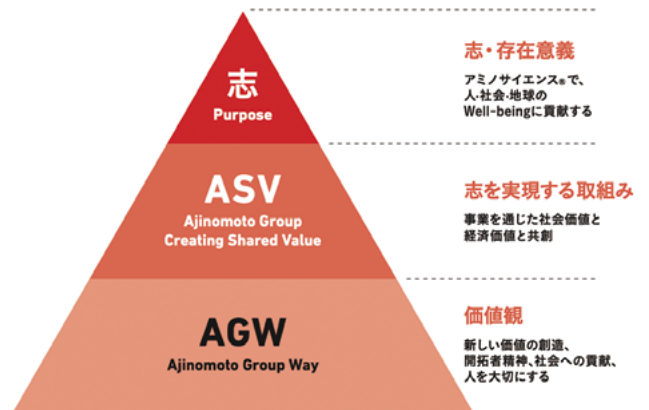 志
Purpose
志・存在意義
アミノサイエンス®で、
人・社会・地球の
Well-beingに貢献する
ASV
Ajinomoto Group
Creating Shared Value
志を実現する取組み
事業を通じた社会価値と
経済価値と共創
AGW
Ajinomoto Group Way
価値観
新しい価値の創造、
開拓者精神、社会への貢献、
人を大切にする